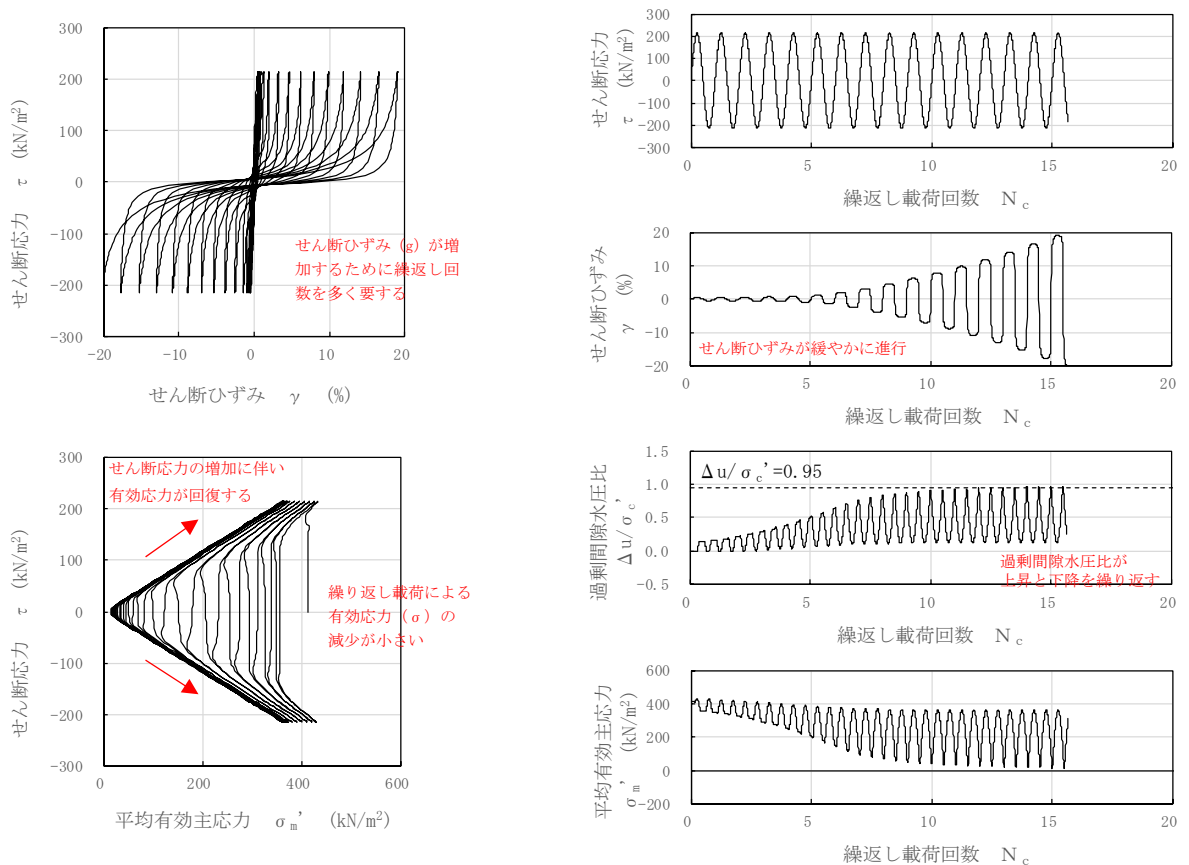 300
200
100
0
-100
-200
-300
-20
-10
0
10
20
せん断応力 τ (kN/m²)
せん断ひずみ γ (%)
せん断ひずみ (g) が増
加するために繰返し回
数を多く要する
300
200
100
0
-100
-200
-300
0
200
400
600
せん断応力 τ (kN/m²)
平均有効主応力 σm' (kN/m²)
せん断応力の増加に伴い
有効応力が回復する
繰り返し載荷による
有効応力(σ)の
減少が小さい
300
200
100
0
-100
-200
-300
0
5
10
15
20
せん断応力
τ (kN/m²)
繰返し載荷回数 Nc
20
10
0
-10
-20
0
5
10
15
20
せん断ひずみ
γ (%)
せん断ひずみが緩やかに進行
繰返し載荷回数 Nc
1.5
1.0
0.5
0.0
-0.5
0
5
10
15
20
過剰間隙水圧比
Δu/σc'
Δu/σc'=0.95
過剰間隙水圧比が
上昇と下降を繰り返す
繰返し載荷回数 Nc
600
400
200
0
-200
0
5
10
15
20
平均有効主応力
σm' (kN/m²)
繰返し載荷回数 Nc